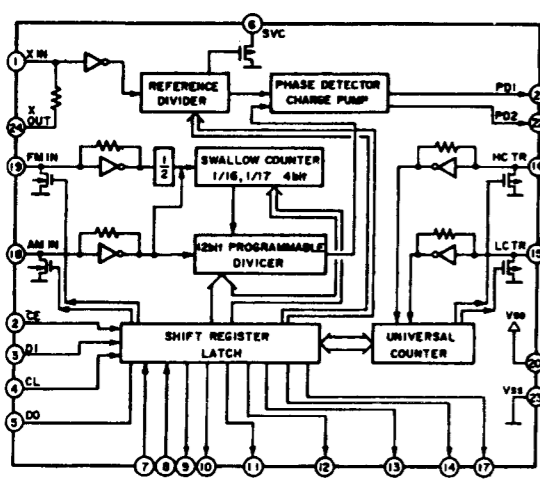 6
SVC
1
X IN
REFERENCE
DIVIDER
PHASE DETECTOR
CHARGE PUMP
PD1
PD2
X
OUT
24
19
FM IN
1
2
SWALLOW COUNTER
1/16, 1/17 4bit
HCTR
18
AM IN
12bit PROGRAMMABLE
DIVICER
LCTR
15
2
CE
3
DI
4
CL
5
DO
SHIFT REGISTER
LATCH
UNIVERSAL
COUNTER
20
Vss
23
7
8
9
10
11
12
13
14
17